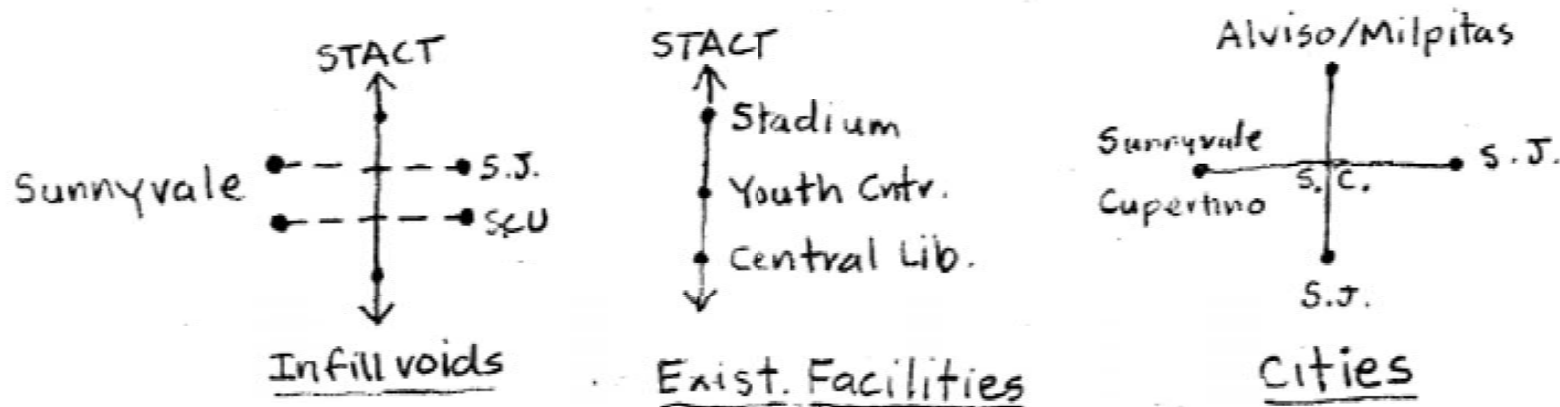 STACT
Sunnyvale
S.J.
SCU
Infill voids
STACT
Stadium
Youth Cntr.
Central Lib.
Exist. Facilities
Alviso/Milpitas
Sunnyvale
Cupertino
S.C.
S.J.
S.J.
Cities